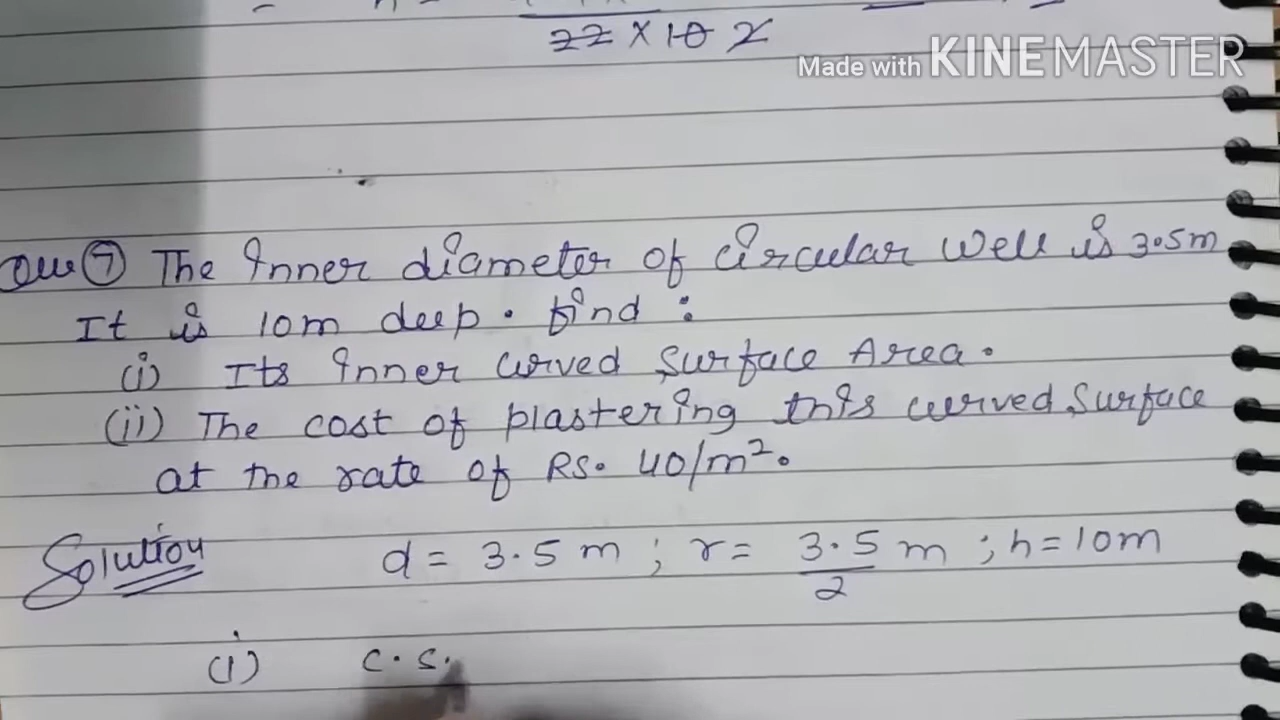 22 × 10 2
Made with KINEMASTER
Que 7 The Inner diameter of circular well is 3.5m
It is 10m deep. find :
(i) Its Inner curved Surface Area.
(ii) The cost of plastering this curved Surface
at the rate of RS. 40/m².
Solution d = 3.5 m ; r = 3.5/2 m ; h = 10m
(i) C.S.